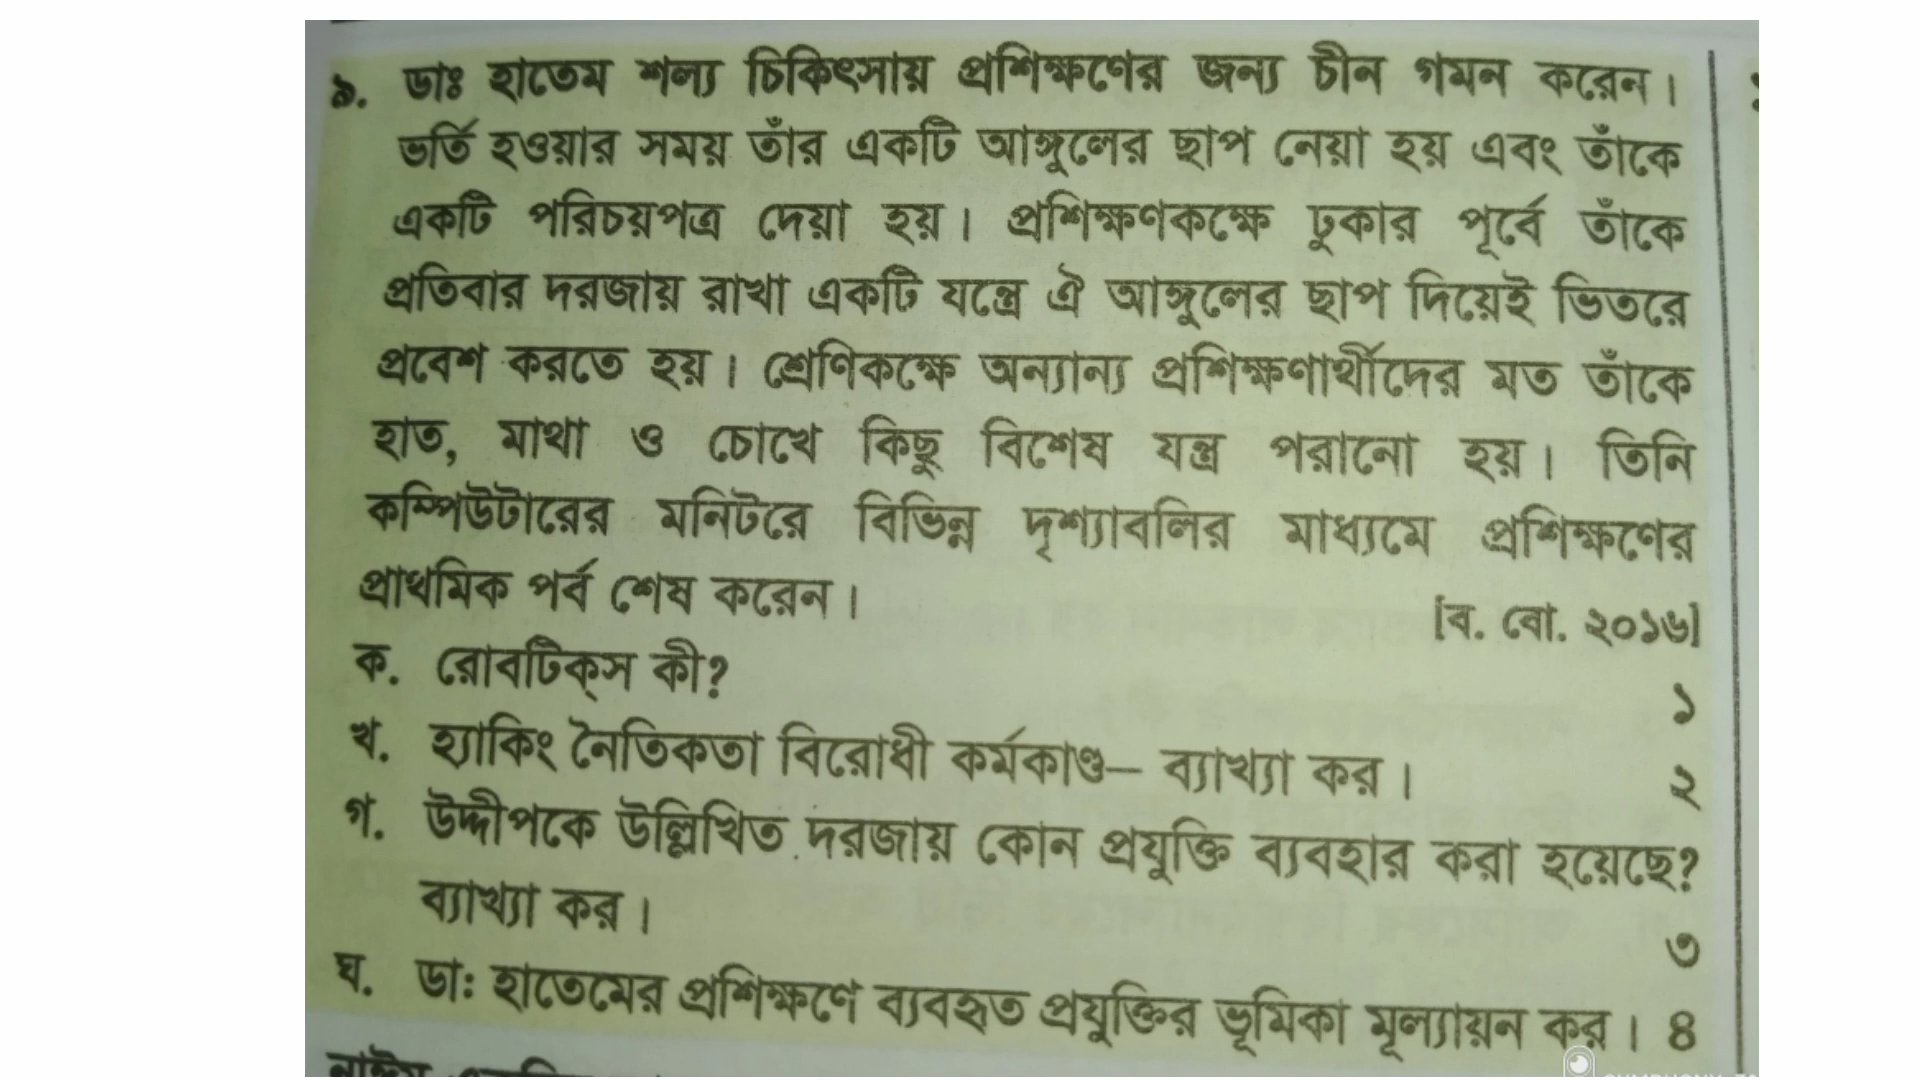 ৯. ডাঃ হাতেম শল্য চিকিৎসায় প্রশিক্ষণের জন্য চীন গমন করেন।
ভর্তি হওয়ার সময় তাঁর একটি আঙ্গুলের ছাপ নেয়া হয় এবং তাঁকে
একটি পরিচয়পত্র দেয়া হয়। প্রশিক্ষণকক্ষে ঢুকার পূর্বে তাঁকে
প্রতিবার দরজায় রাখা একটি যন্ত্রে ঐ আঙ্গুলের ছাপ দিয়েই ভিতরে
প্রবেশ করতে হয়। শ্রেণিকক্ষে অন্যান্য প্রশিক্ষণার্থীদের মত তাঁকে
হাত, মাথা ও চোখে কিছু বিশেষ যন্ত্র পরানো হয়। তিনি
কম্পিউটারের মনিটরে বিভিন্ন দৃশ্যাবলির মাধ্যমে প্রশিক্ষণের
প্রাথমিক পর্ব শেষ করেন।
[ব. বো. ২০১৬]
ক. রোবটিক্স কী? ১
খ. হ্যাকিং নৈতিকতা বিরোধী কর্মকাণ্ড– ব্যাখ্যা কর। ২
গ. উদ্দীপকে উল্লিখিত দরজায় কোন প্রযুক্তি ব্যবহার করা হয়েছে?
ব্যাখ্যা কর। ৩
ঘ. ডা: হাতেমের প্রশিক্ষণে ব্যবহৃত প্রযুক্তির ভূমিকা মূল্যায়ন কর। ৪